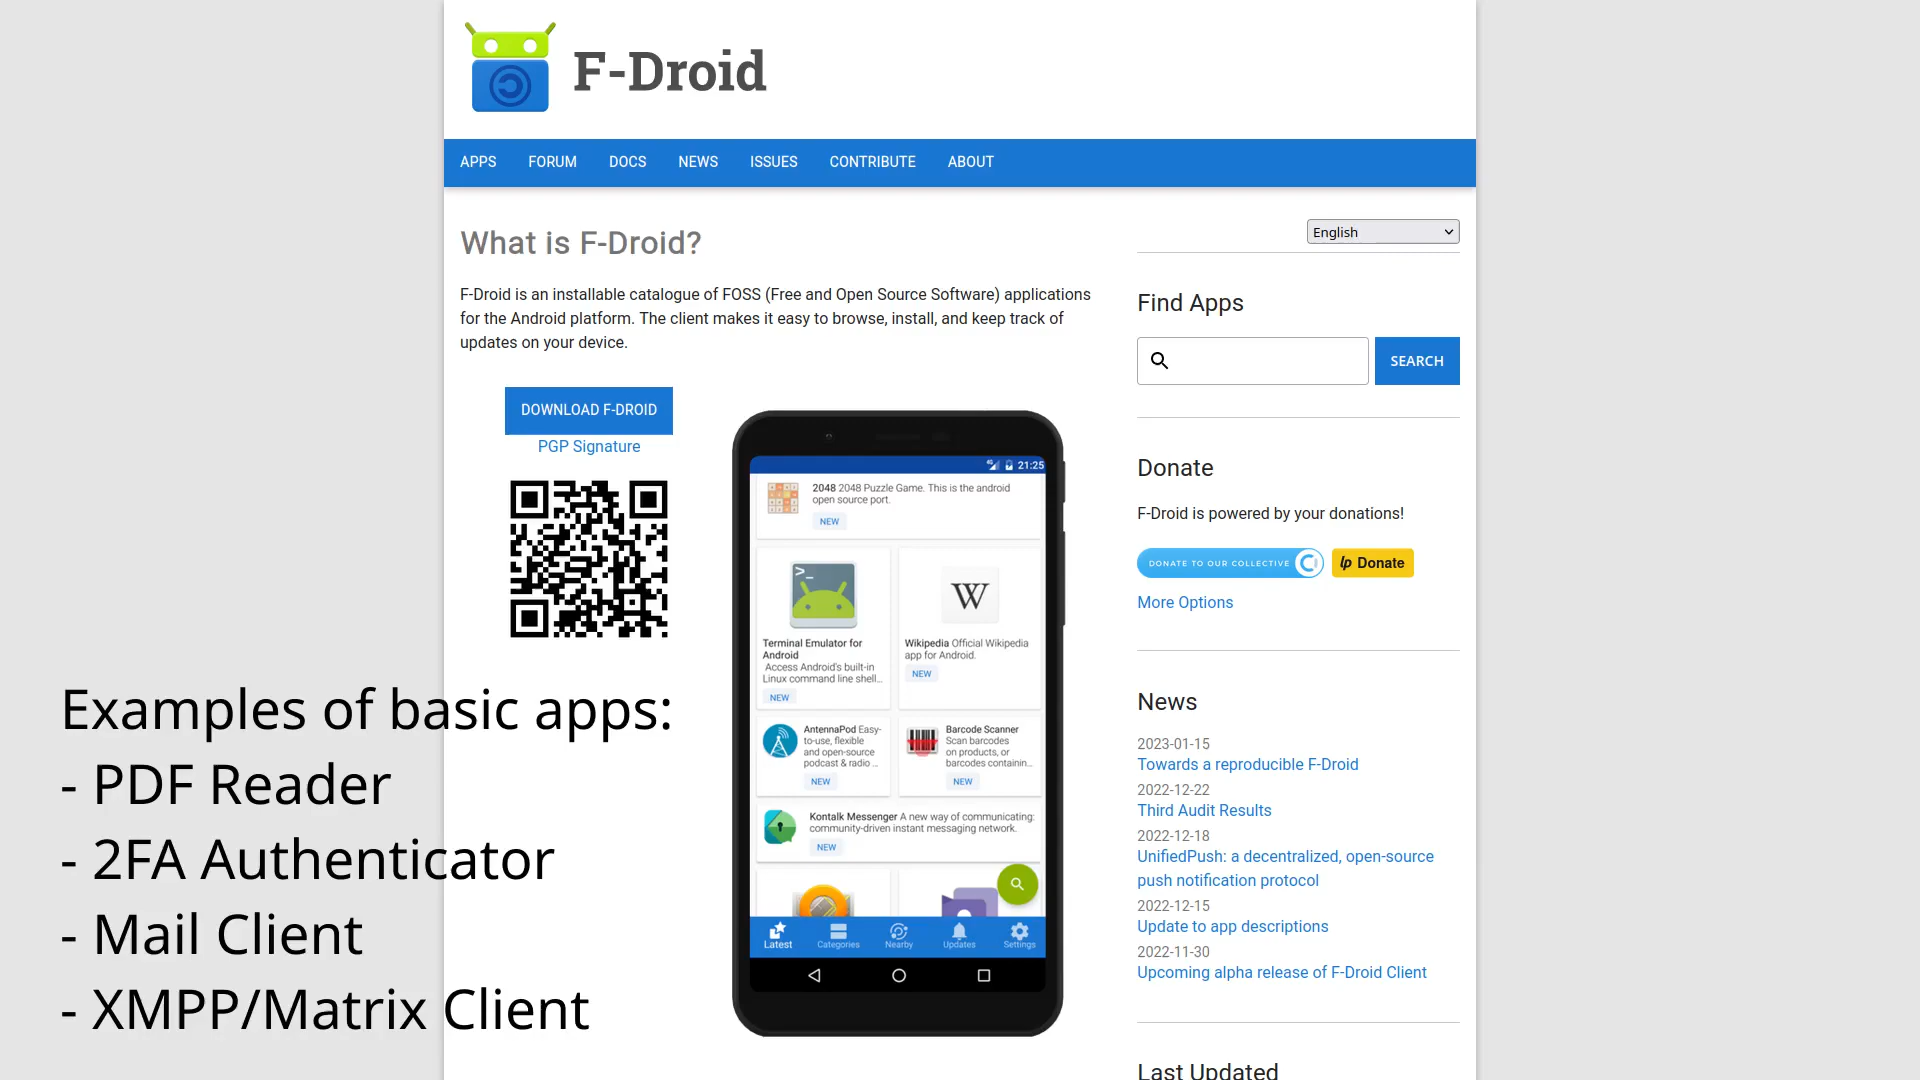 F-Droid
APPS FORUM DOCS NEWS ISSUES CONTRIBUTE ABOUT
What is F-Droid?
F-Droid is an installable catalogue of FOSS (Free and Open Source Software) applications
for the Android platform. The client makes it easy to browse, install, and keep track of
updates on your device.
DOWNLOAD F-DROID
PGP Signature
21:25
2048 2048 Puzzle Game. This is the android
open source port.
NEW
Terminal Emulator for
Android
Access Android's built-in
Linux command line shell…
NEW
Wikipedia Official Wikipedia
app for Android.
NEW
AntennaPod Easy-
to-use, flexible
and open-source
podcast & radio …
NEW
Barcode Scanner
Scan barcodes
on products, or
barcodes containin…
NEW
Kontalk Messenger A new way of communicating:
community-driven instant messaging network.
NEW
Latest Categories Nearby Updates Settings
English
Find Apps
SEARCH
Donate
F-Droid is powered by your donations!
DONATE TO OUR COLLECTIVE
lp Donate
More Options
News
2023-01-15
Towards a reproducible F-Droid
2022-12-22
Third Audit Results
2022-12-18
UnifiedPush: a decentralized, open-source
push notification protocol
2022-12-15
Update to app descriptions
2022-11-30
Upcoming alpha release of F-Droid Client
Last Updated
Examples of basic apps:
- PDF Reader
- 2FA Authenticator
- Mail Client
- XMPP/Matrix Client